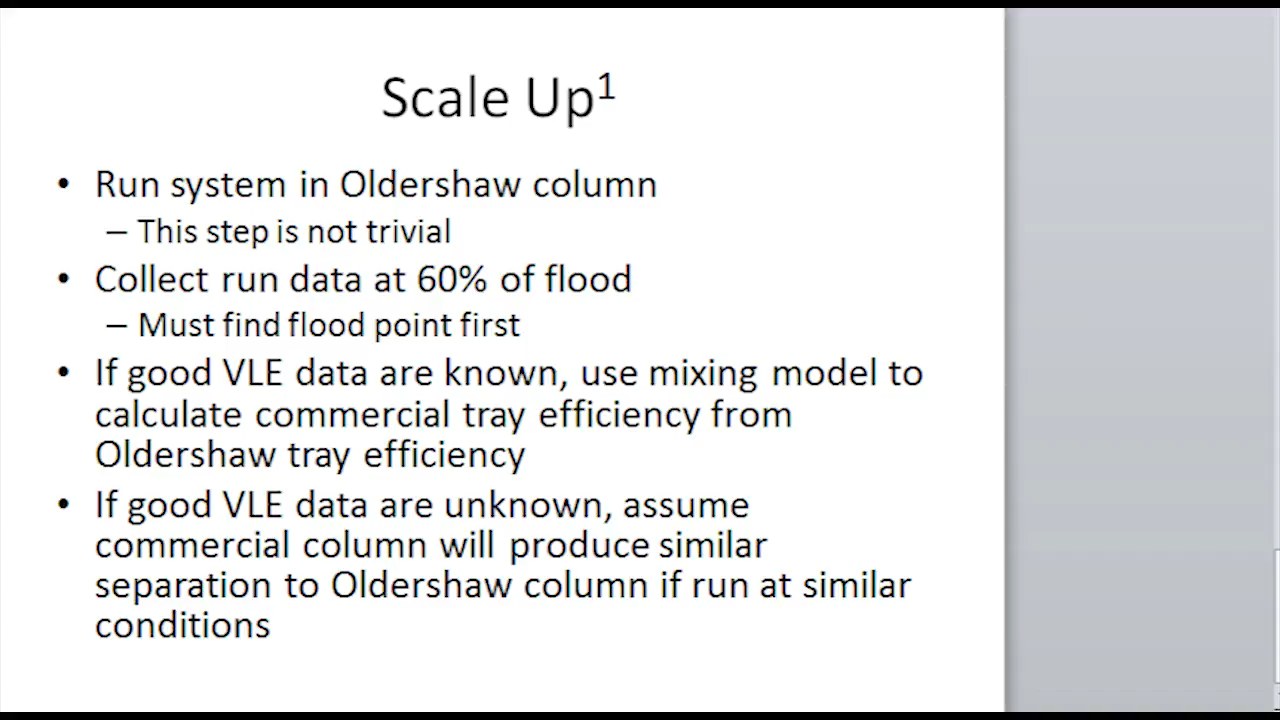 Scale Up¹
• Run system in Oldershaw column
– This step is not trivial
• Collect run data at 60% of flood
– Must find flood point first
• If good VLE data are known, use mixing model to
calculate commercial tray efficiency from
Oldershaw tray efficiency
• If good VLE data are unknown, assume
commercial column will produce similar
separation to Oldershaw column if run at similar
conditions